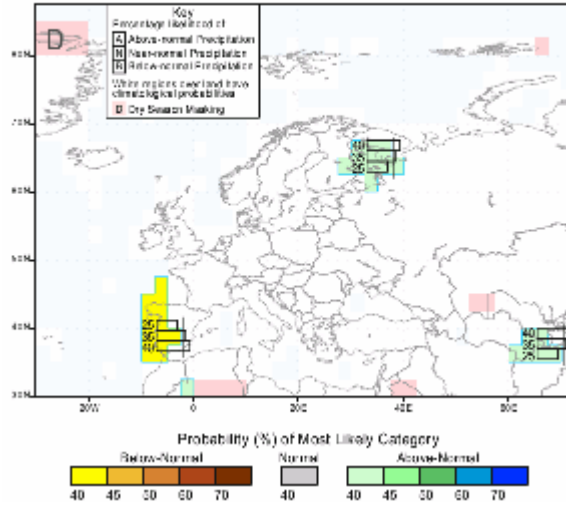 Key
Percentage likelihood of:
A Above-normal Precipitation
N Near-normal Precipitation
B Below-normal Precipitation
White regions over land have
climatological probabilities
D Dry Season Masking
D
80N
70N
60N
50N
40N
30N
40
35
25
25
35
40
40
35
25
20W
0
20E
40E
60E
Probability (%) of Most Likely Category
Below-Normal
Normal
Above-Normal
40 45 50 60 70
40
40 45 50 60 70